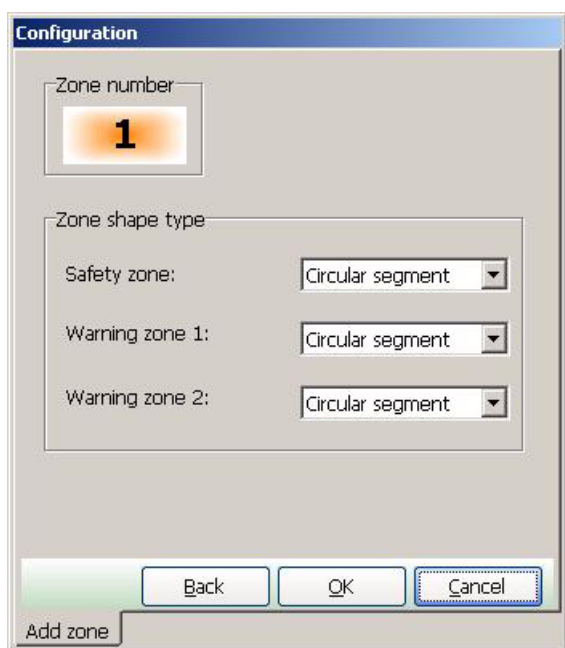 Configuration
Zone number
1
Zone shape type
Safety zone: Circular segment
Warning zone 1: Circular segment
Warning zone 2: Circular segment
Back OK Cancel
Add zone